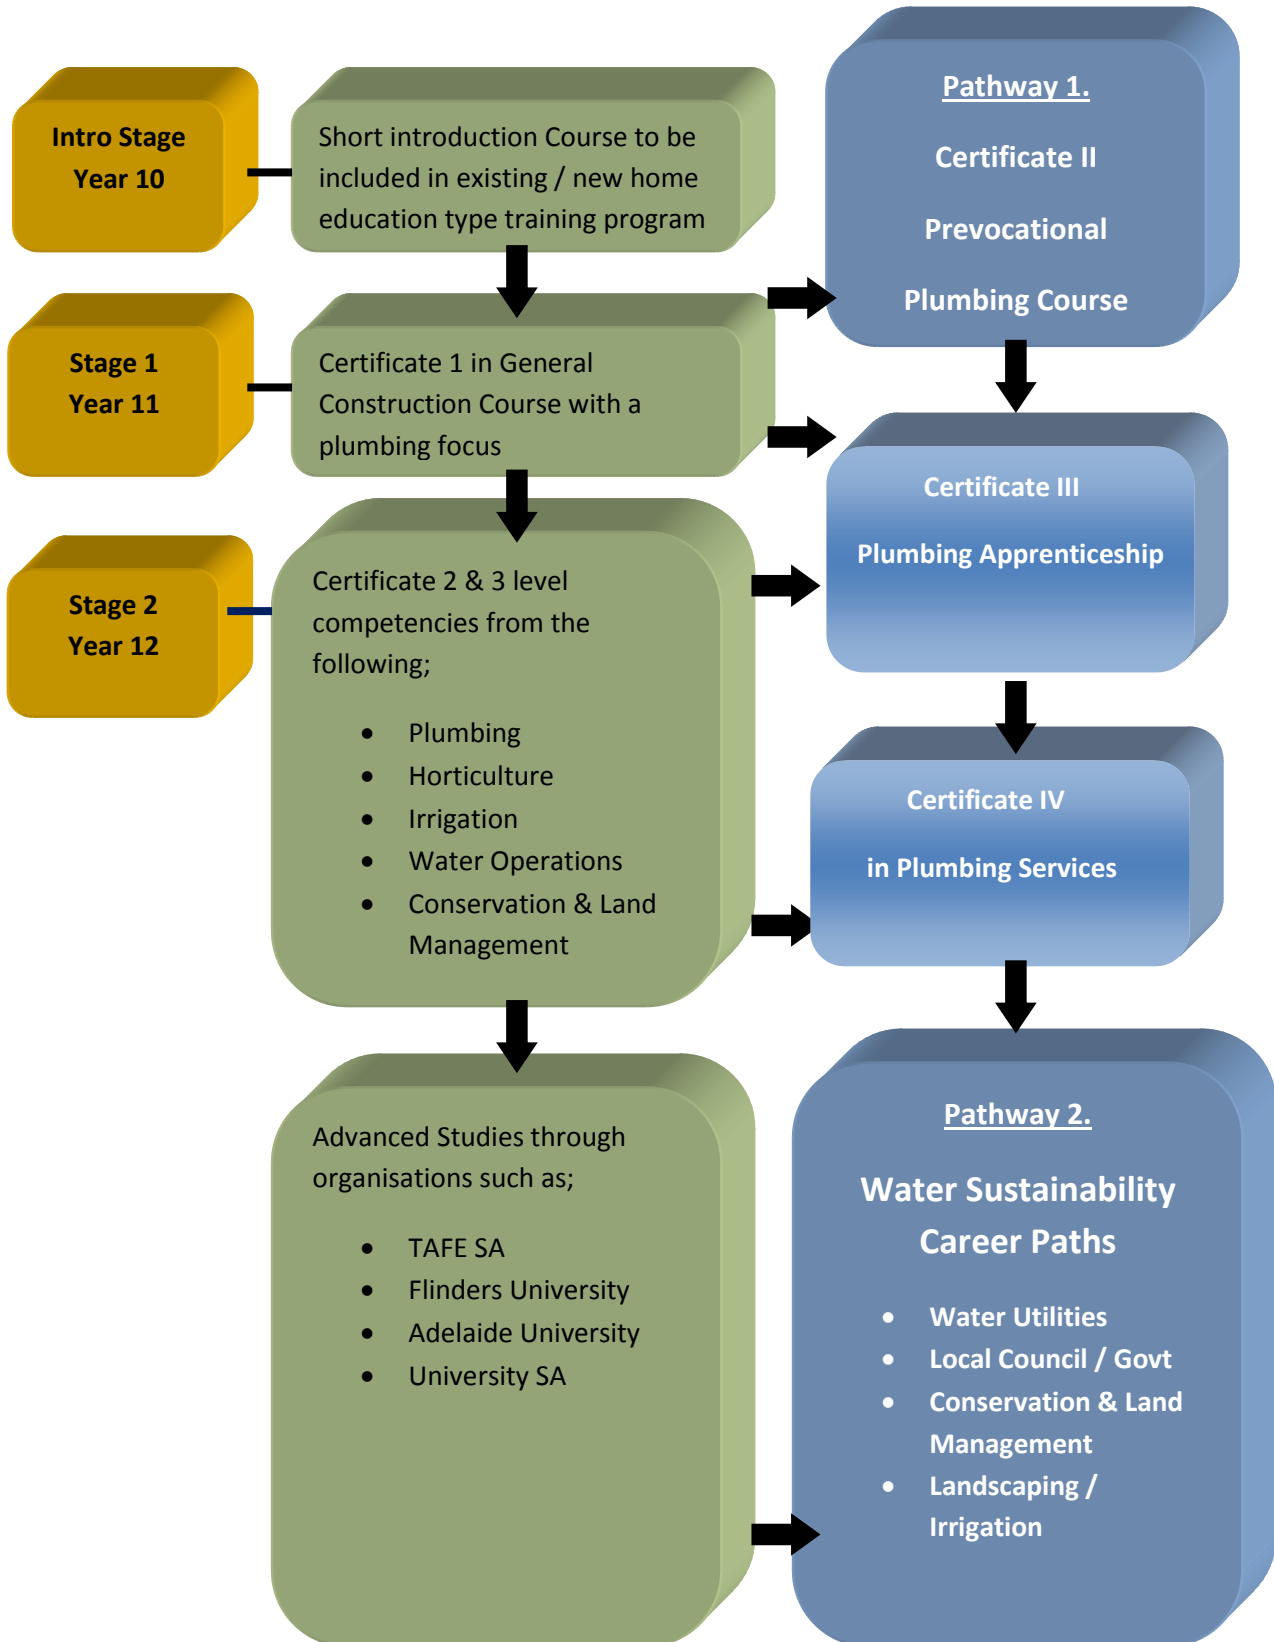 Intro Stage
Year 10
Short introduction Course to be
included in existing / new home
education type training program
Pathway 1.
Certificate II
Prevocational
Plumbing Course
Stage 1
Year 11
Certificate 1 in General
Construction Course with a
plumbing focus
Certificate III
Plumbing Apprenticeship
Stage 2
Year 12
Certificate 2 & 3 level
competencies from the
following;
• Plumbing
• Horticulture
• Irrigation
• Water Operations
• Conservation & Land
Management
Certificate IV
in Plumbing Services
Advanced Studies through
organisations such as;
• TAFE SA
• Flinders University
• Adelaide University
• University SA
Pathway 2.
Water Sustainability
Career Paths
• Water Utilities
• Local Council / Govt
• Conservation & Land
Management
• Landscaping /
Irrigation